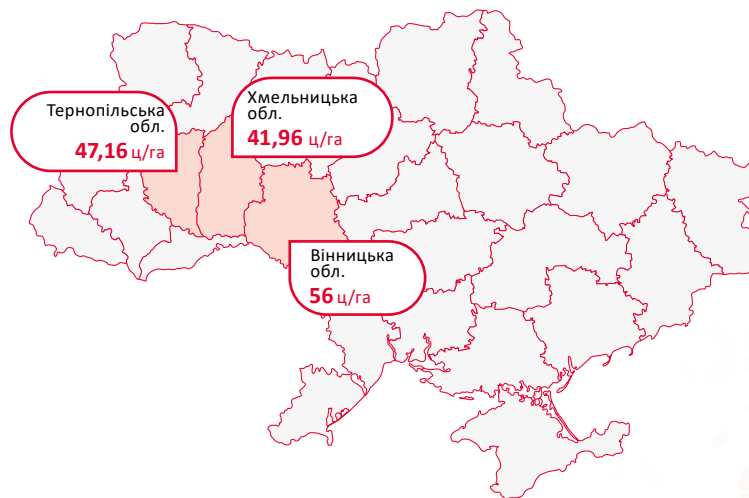 Тернопільська
обл.
47,16 ц/га
Хмельницька
обл.
41,96 ц/га
Вінницька
обл.
56 ц/га